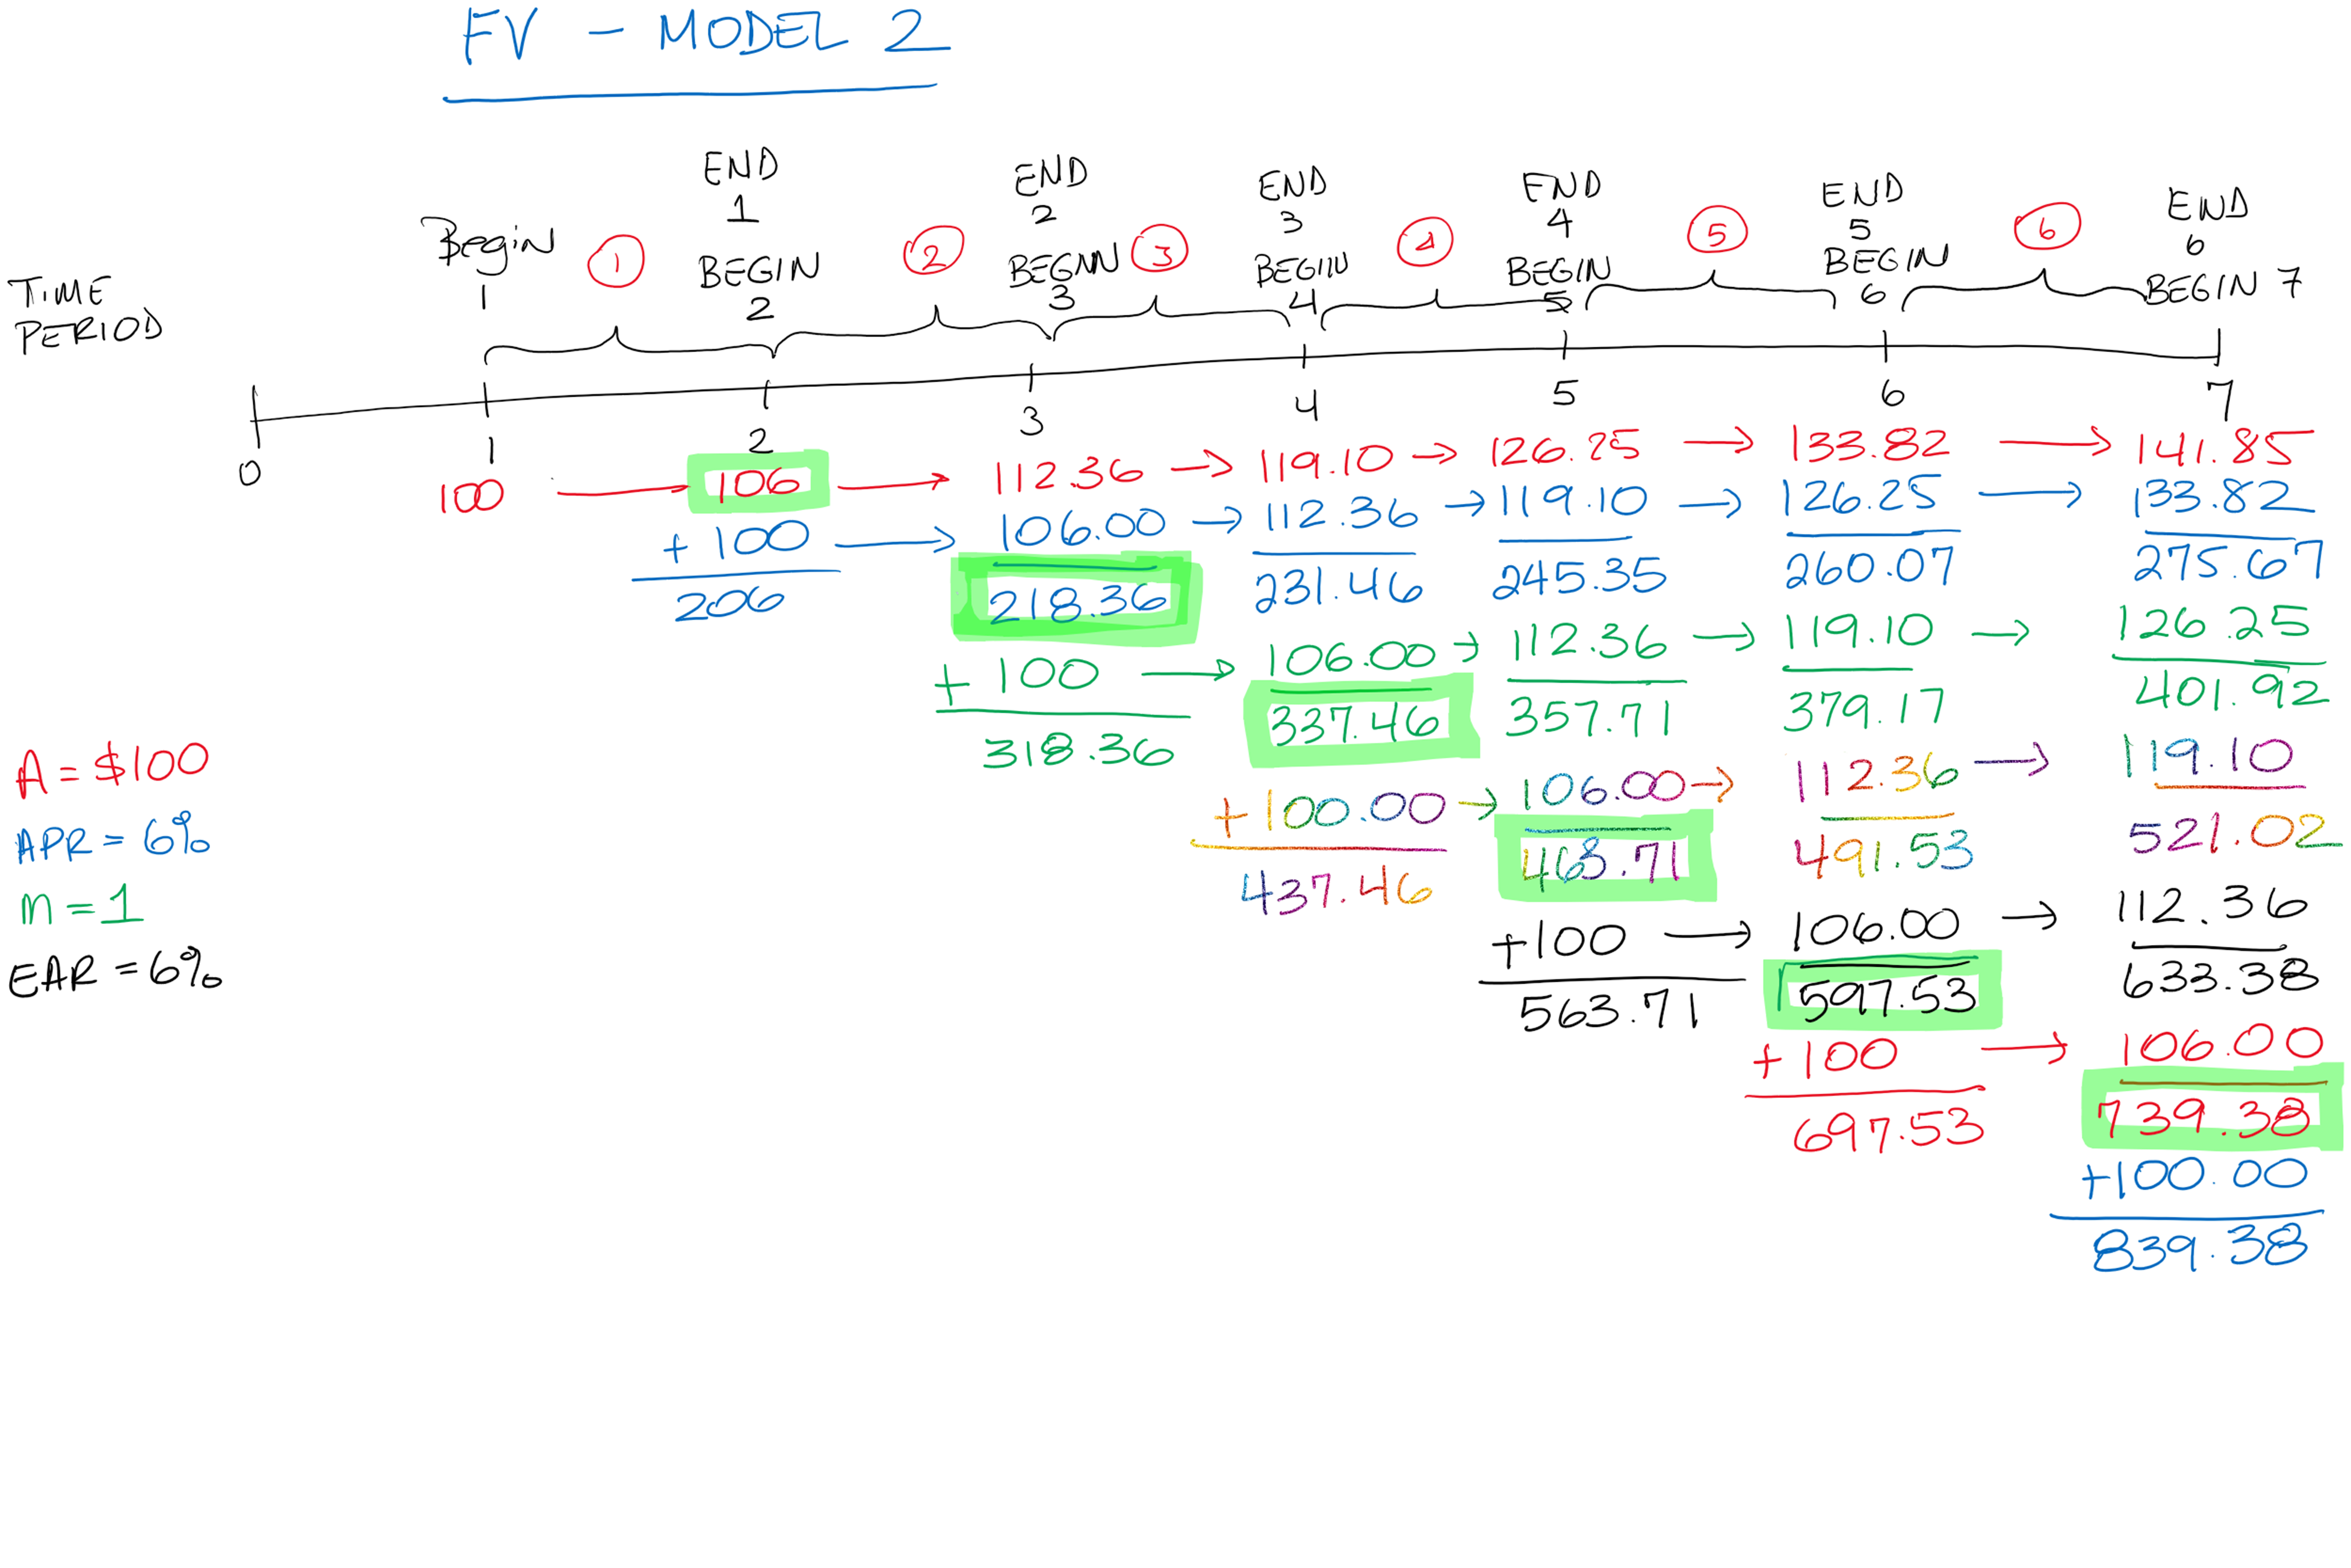 FV - MODEL 2
END END END END END END
1 2 3 4 5 6
Begin ① BEGIN ② BEGNN ③ BEGIN ④ BEGIN ⑤ BEGIN ⑥ BEGIN 7
1 2 3 4 5 6
TIME
PERIOD
0 1 2 3 4 5 6 7
100 → 106 → 112.36 → 119.10 → 126.25 → 133.82 → 141.85
+ 100 → 106.00 → 112.36 → 119.10 → 126.25 → 133.82
206 218.36 231.46 245.35 260.07 275.67
+ 100 → 106.00 → 112.36 → 119.10 → 126.25
318.36 337.46 357.71 379.17 401.92
+100.00 → 106.00 → 112.36 → 119.10
437.46 463.71 491.53 521.02
+100 → 106.00 → 112.36
563.71 597.53 633.38
+ 100 → 106.00
697.53 739.38
+100.00
839.38
A = $100
APR = 6%
m = 1
EAR = 6%